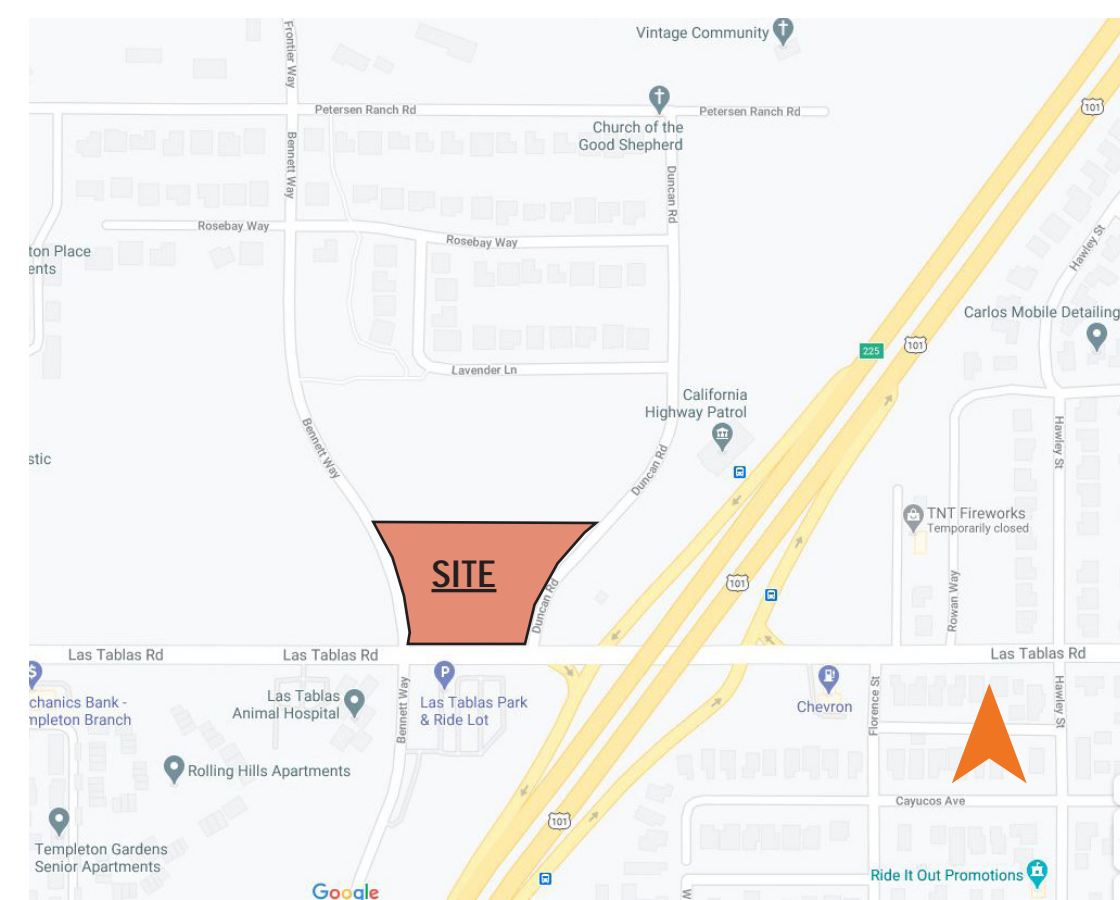 Vintage Community
Frontier Way
101
Petersen Ranch Rd
Petersen Ranch Rd
Church of the
Good Shepherd
Bennett Way
Duncan Rd
Rosebay Way
Rosebay Way
ton Place
ents
Hawley St
Carlos Mobile Detailing
225
101
Lavender Ln
California
Highway Patrol
Bennett Way
Duncan Rd
Hawley St
stic
TNT Fireworks
Temporarily closed
SITE
101
Duncan Rd
Rowan Way
Las Tablas Rd
Las Tablas Rd
Las Tablas Rd
$
chanics Bank -
mpleton Branch
Las Tablas
Animal Hospital
Bennett Way
P
Las Tablas Park
& Ride Lot
Chevron
Florence St
Hawley St
Rolling Hills Apartments
Cayucos Ave
101
Templeton Gardens
Senior Apartments
Ride It Out Promotions
Google
W